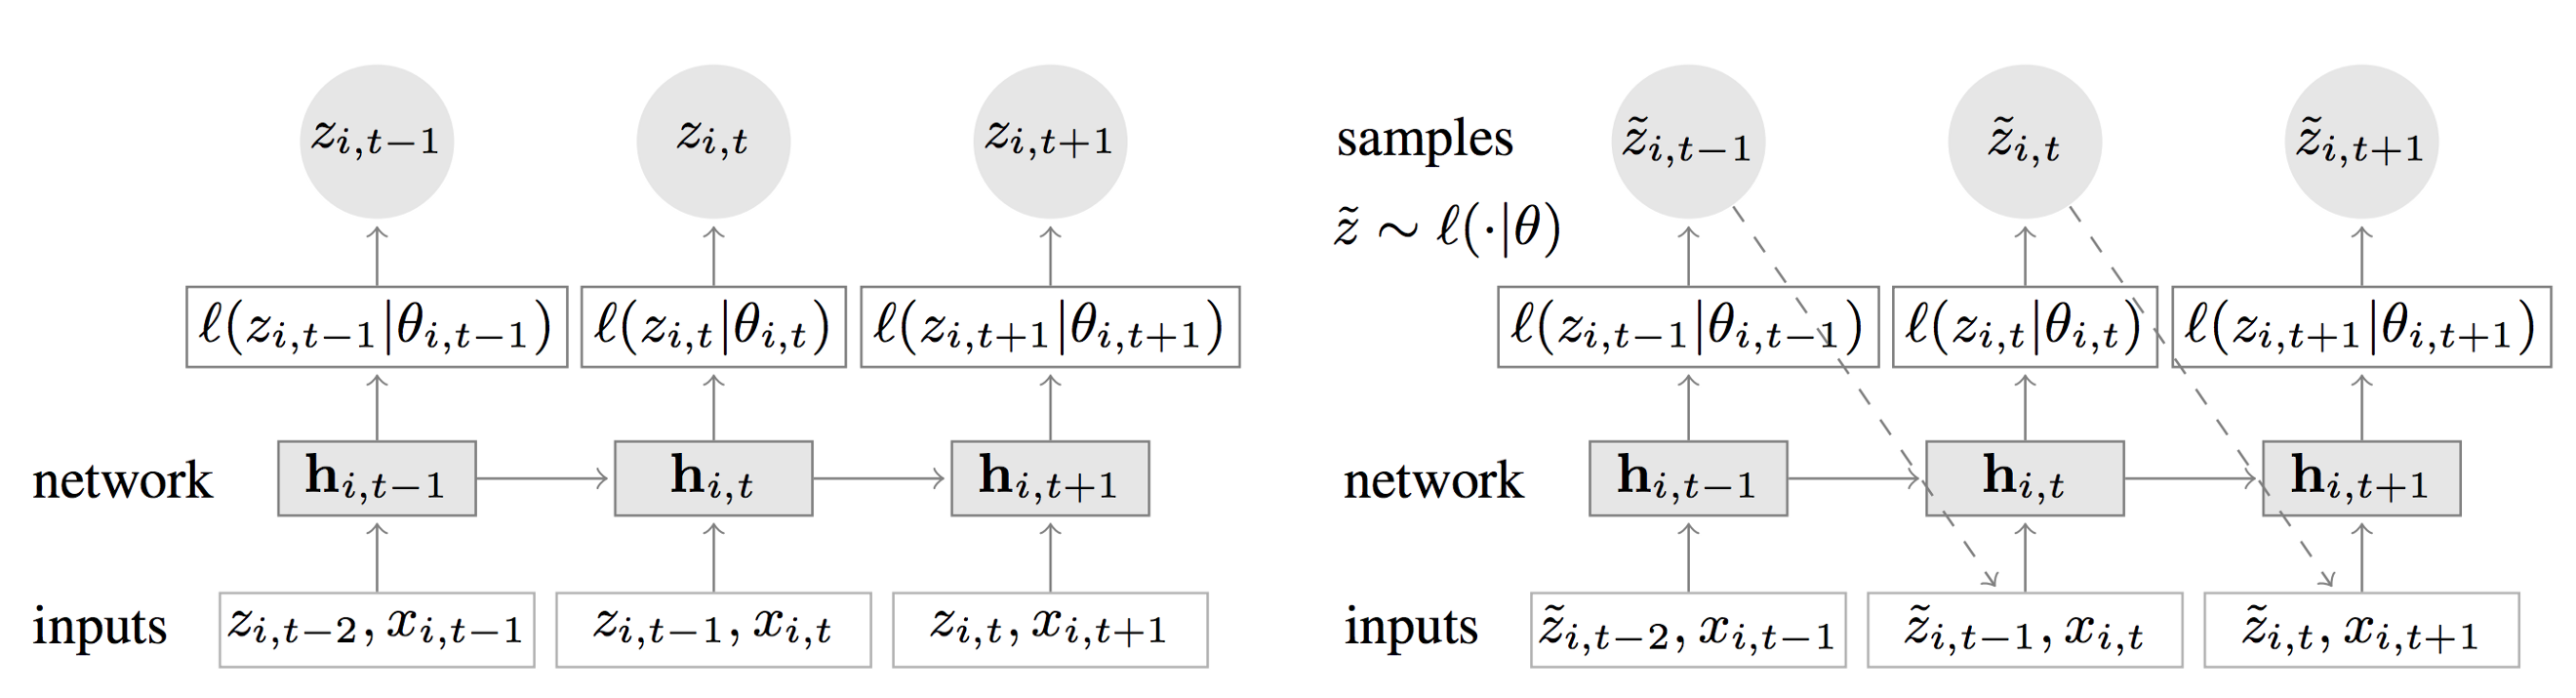 z_{i,t−1} z_{i,t} z_{i,t+1}
ℓ(z_{i,t−1}|θ_{i,t−1}) ℓ(z_{i,t}|θ_{i,t}) ℓ(z_{i,t+1}|θ_{i,t+1})
network h_{i,t−1} h_{i,t} h_{i,t+1}
inputs z_{i,t−2}, x_{i,t−1} z_{i,t−1}, x_{i,t} z_{i,t}, x_{i,t+1}
samples z̃_{i,t−1} z̃_{i,t} z̃_{i,t+1}
z̃ ∼ ℓ(·|θ)
ℓ(z_{i,t−1}|θ_{i,t−1}) ℓ(z_{i,t}|θ_{i,t}) ℓ(z_{i,t+1}|θ_{i,t+1})
network h_{i,t−1} h_{i,t} h_{i,t+1}
inputs z̃_{i,t−2}, x_{i,t−1} z̃_{i,t−1}, x_{i,t} z̃_{i,t}, x_{i,t+1}